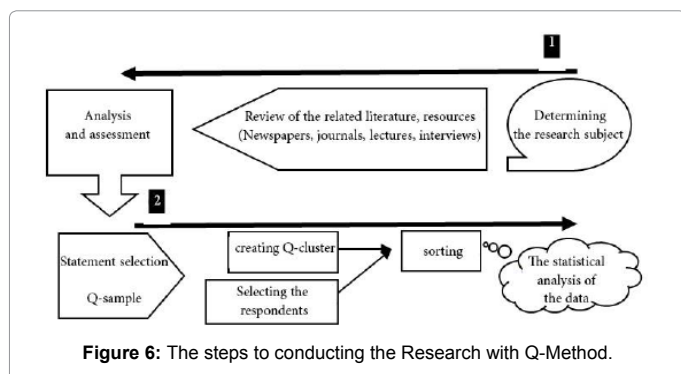 1
Analysis
and assessment
Review of the related literature, resources
(Newspapers, journals, lectures, interviews)
Determining
the research subject
2
Statement selection
Q-sample
creating Q-cluster
Selecting the
respondents
sorting
The statistical
analysis of
the data
Figure 6: The steps to conducting the Research with Q-Method.